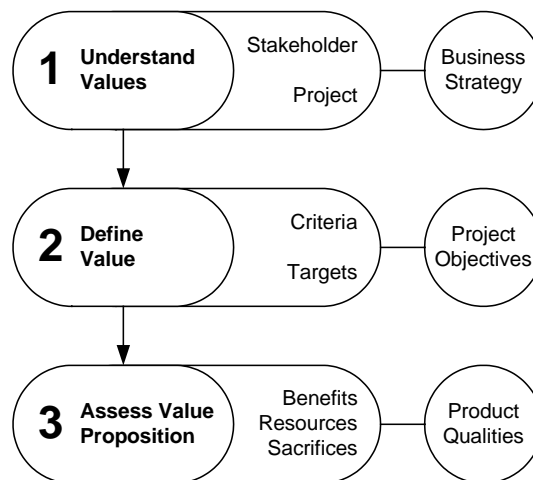 1 Understand Values
Stakeholder
Project
Business Strategy
2 Define Value
Criteria
Targets
Project Objectives
3 Assess Value Proposition
Benefits
Resources
Sacrifices
Product Qualities